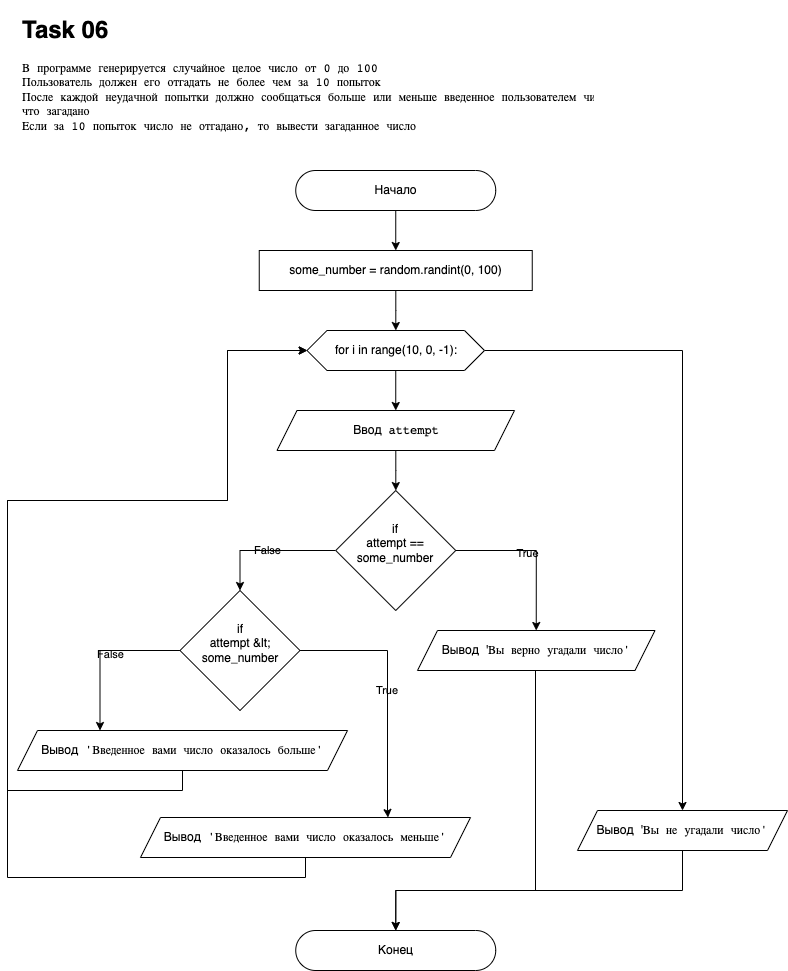 Task 06
В программе генерируется случайное целое число от 0 до 100
Пользователь должен его отгадать не более чем за 10 попыток
После каждой неудачной попытки должно сообщаться больше или меньше введенное пользователем чи
что загадано
Если за 10 попыток число не отгадано, то вывести загаданное число
Начало
some_number = random.randint(0, 100)
for i in range(10, 0, -1):
Ввод attempt
if
attempt ==
some_number
False
True
if
attempt &lt;
some_number
False
True
Вывод 'Вы верно угадали число'
Вывод 'Введенное вами число оказалось больше'
Вывод 'Введенное вами число оказалось меньше'
Вывод 'Вы не угадали число'
Конец